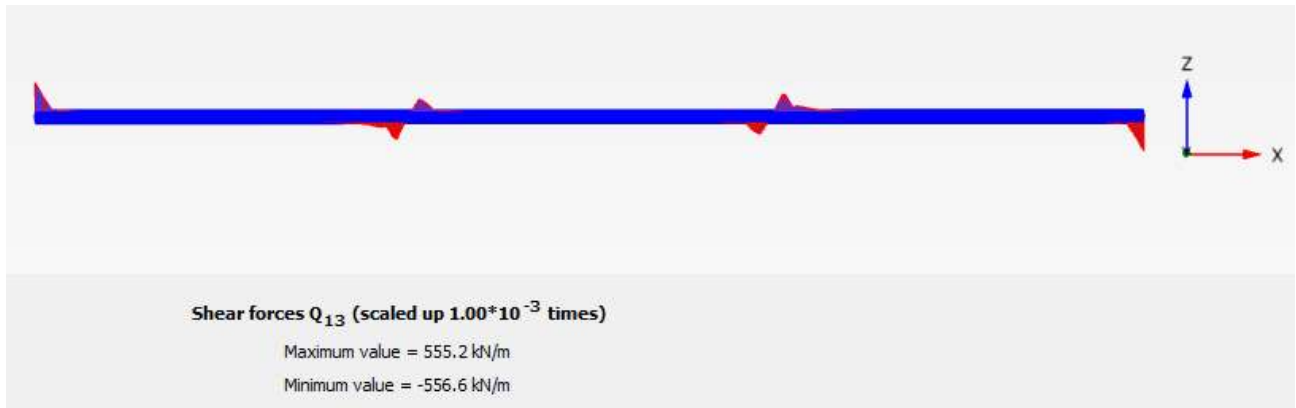 Z
X
Shear forces Q13 (scaled up 1.00*10-3 times)
Maximum value = 555.2 kN/m
Minimum value = -556.6 kN/m